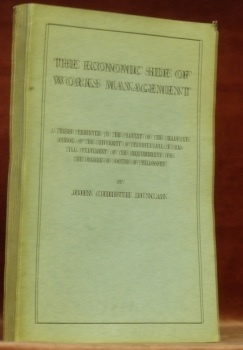 THE ECONOMIC SIDE OF
WORKS MANAGEMENT
A THESIS PRESENTED TO THE FACULTY OF THE GRADUATE
SCHOOL OF THE UNIVERSITY OF PENNSYLVANIA IN PAR-
TIAL FULFILLMENT OF THE REQUIREMENTS FOR
THE DEGREE OF DOCTOR OF PHILOSOPHY
BY
JOHN CHRISTIE DUNCAN